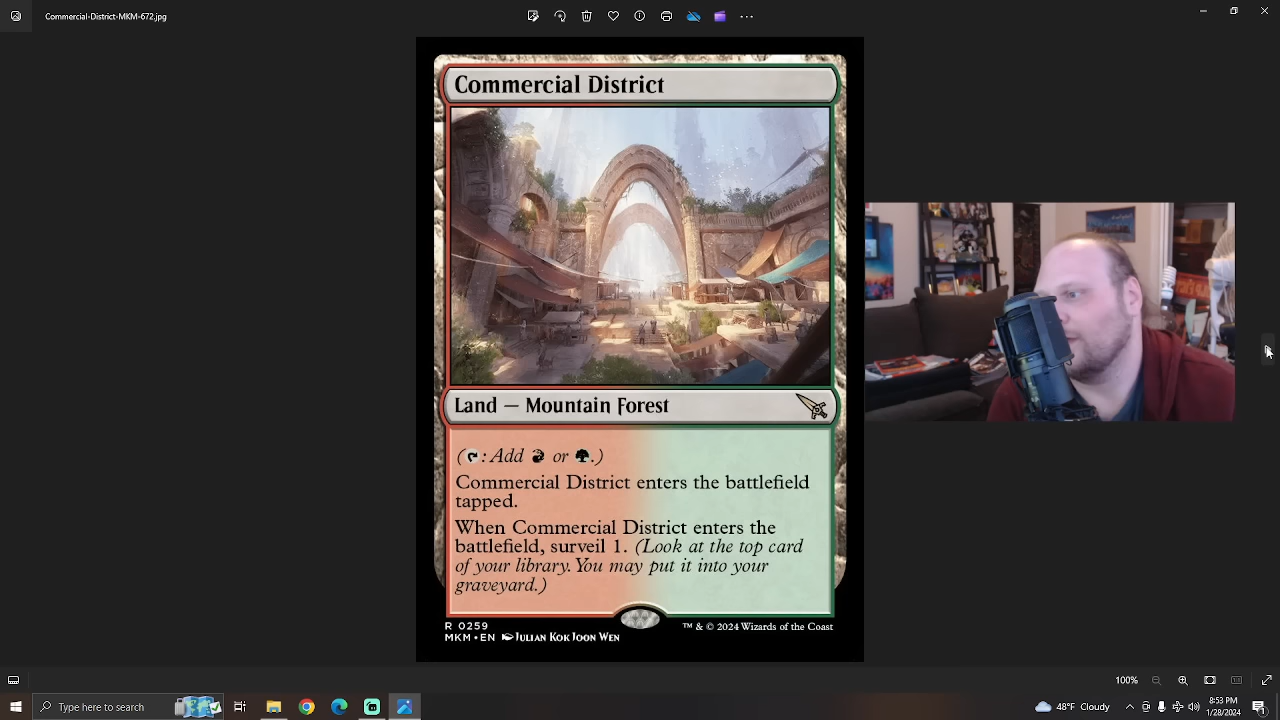 Commercial-District-MKM-672.jpg
Commercial District
Land — Mountain Forest
(: Add or .)
Commercial District enters the battlefield
tapped.
When Commercial District enters the
battlefield, surveil 1. (Look at the top card
of your library. You may put it into your
graveyard.)
R 0259
MKM • EN Julian Kok Joon Wen
™ & © 2024 Wizards of the Coast
100%
Type here to search
48°F
8:53 PM
1/28/2024